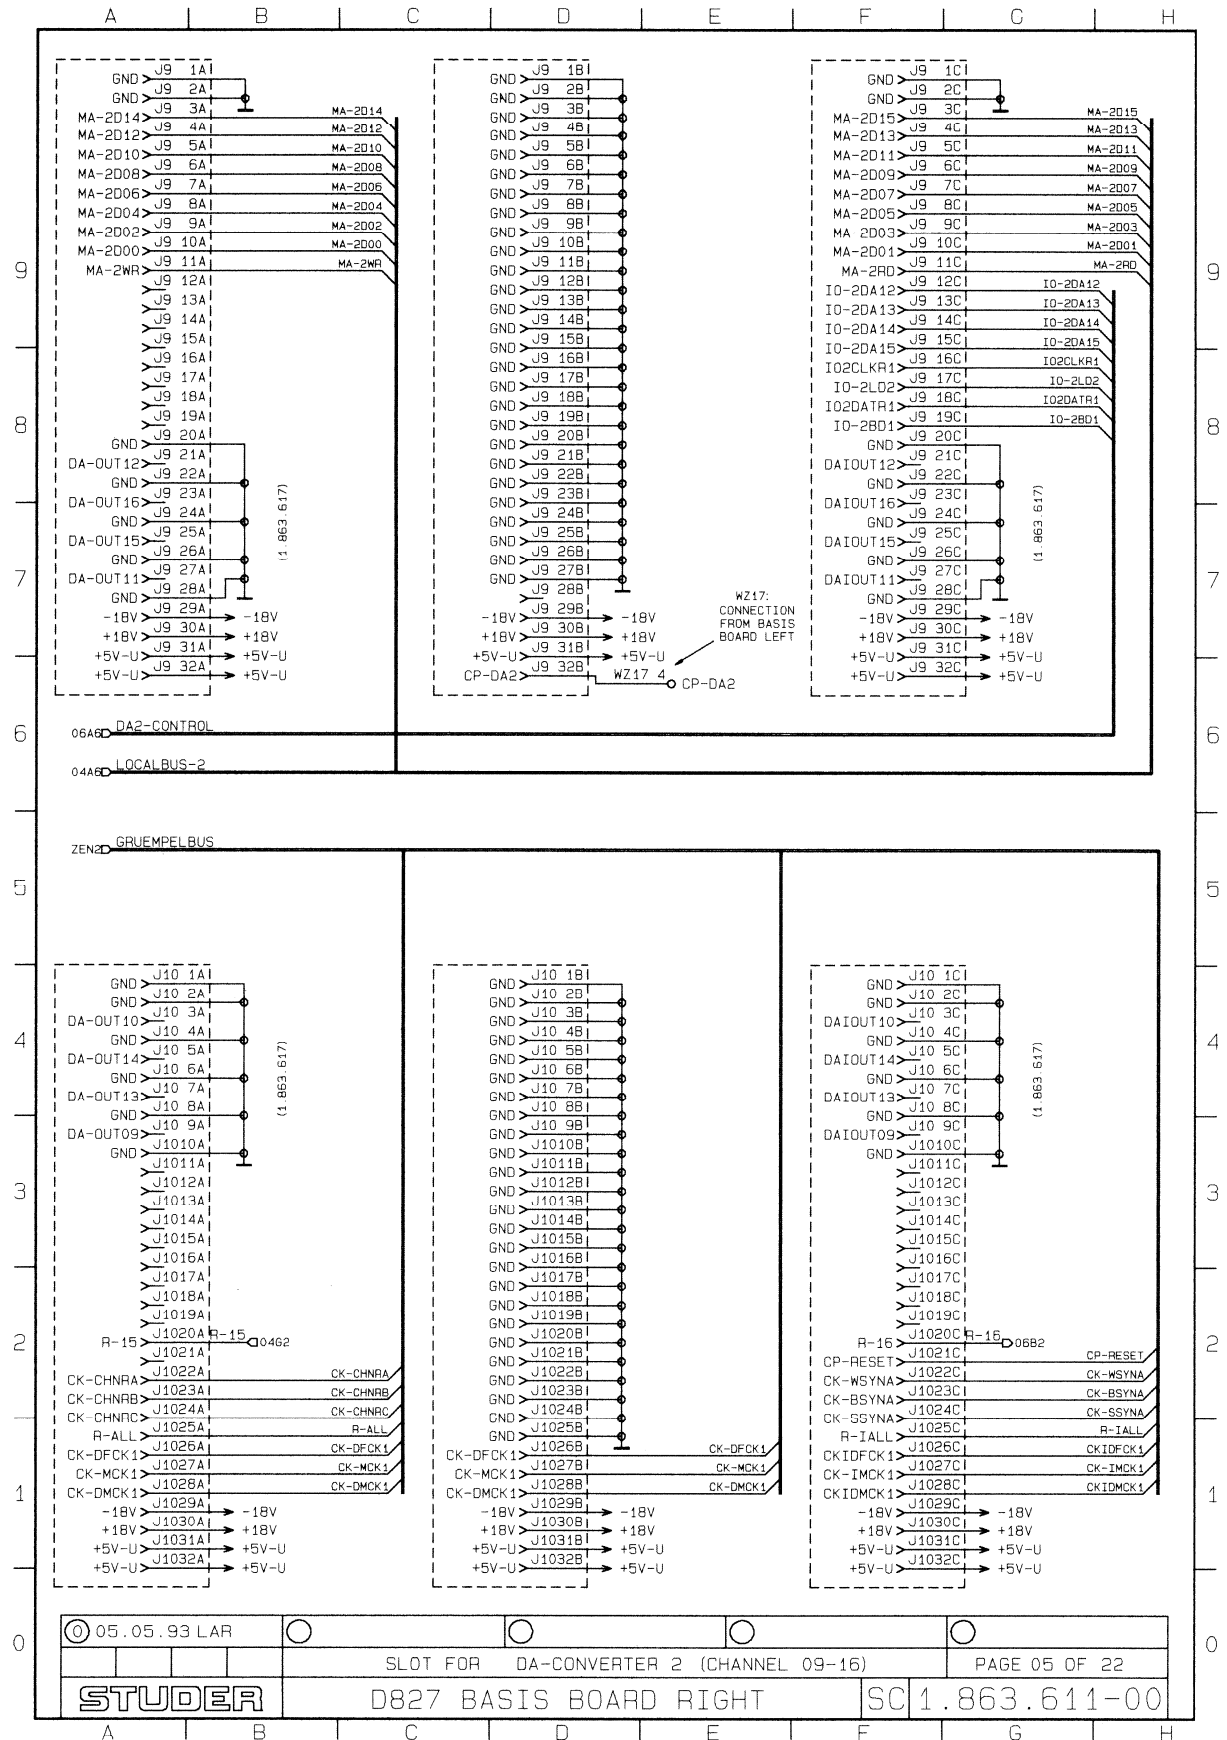 A B C D E F G H
J9 1A
GND
J9 2A
GND
J9 3A
MA-2D14 MA-2D14
J9 4A
MA-2D12 MA-2D12
J9 5A
MA-2D10 MA-2D10
J9 6A
MA-2D08 MA-2D08
J9 7A
MA-2D06 MA-2D06
J9 8A
MA-2D04 MA-2D04
J9 9A
MA-2D02 MA-2D02
J9 10A
MA-2D00 MA-2D00
J9 11A
MA-2WR MA-2WR
J9 12A
J9 13A
J9 14A
J9 15A
J9 16A
J9 17A
J9 18A
J9 19A
J9 20A
GND
J9 21A
DA-OUT12
J9 22A
GND
J9 23A
DA-OUT16
J9 24A
GND
J9 25A
DA-OUT15
J9 26A
GND
J9 27A
DA-OUT11
J9 28A
GND
J9 29A
-18V -18V
J9 30A
+18V +18V
J9 31A
+5V-U +5V-U
J9 32A
+5V-U +5V-U
(1.863.617)
J9 1B
GND
J9 2B
GND
J9 3B
GND
J9 4B
GND
J9 5B
GND
J9 6B
GND
J9 7B
GND
J9 8B
GND
J9 9B
GND
J9 10B
GND
J9 11B
GND
J9 12B
GND
J9 13B
GND
J9 14B
GND
J9 15B
GND
J9 16B
GND
J9 17B
GND
J9 18B
GND
J9 19B
GND
J9 20B
GND
J9 21B
GND
J9 22B
GND
J9 23B
GND
J9 24B
GND
J9 25B
GND
J9 26B
GND
J9 27B
GND
J9 28B
J9 29B
-18V -18V
J9 30B
+18V +18V
J9 31B
+5V-U +5V-U
J9 32B
CP-DA2 WZ17 4 CP-DA2
WZ17:
CONNECTION
FROM BASIS
BOARD LEFT
J9 1C
GND
J9 2C
GND
J9 3C
MA-2D15 MA-2D15
J9 4C
MA-2D13 MA-2D13
J9 5C
MA-2D11 MA-2D11
J9 6C
MA-2D09 MA-2D09
J9 7C
MA-2D07 MA-2D07
J9 8C
MA-2D05 MA-2D05
J9 9C
MA 2D03 MA-2D03
J9 10C
MA-2D01 MA-2D01
J9 11C
MA-2RD MA-2RD
J9 12C
IO-2DA12 IO-2DA12
J9 13C
IO-2DA13 IO-2DA13
J9 14C
IO-2DA14 IO-2DA14
J9 15C
IO-2DA15 IO-2DA15
J9 16C
IO2CLKR1 IO2CLKR1
J9 17C
IO-2LD2 IO-2LD2
J9 18C
IO2DATR1 IO2DATR1
J9 19C
IO-2BD1 IO-2BD1
J9 20C
GND
J9 21C
DAIOUT12
J9 22C
GND
J9 23C
DAIOUT16
J9 24C
GND
J9 25C
DAIOUT15
J9 26C
GND
J9 27C
DAIOUT11
J9 28C
GND
J9 29C
-18V -18V
J9 30C
+18V +18V
J9 31C
+5V-U +5V-U
J9 32C
+5V-U +5V-U
(1.863.617)
9 9
8 8
7 7
6 6
06A6 DA2-CONTROL
04A6 LOCALBUS-2
ZEN2 GRUEMPELBUS
5 5
J10 1A
GND
J10 2A
GND
J10 3A
DA-OUT10
J10 4A
GND
J10 5A
DA-OUT14
J10 6A
GND
J10 7A
DA-OUT13
J10 8A
GND
J10 9A
DA-OUT09
J1010A
GND
J1011A
J1012A
J1013A
J1014A
J1015A
J1016A
J1017A
J1018A
J1019A
J1020A
R-15 R-15 04G2
J1021A
J1022A
CK-CHNRA CK-CHNRA
J1023A
CK-CHNRB CK-CHNRB
J1024A
CK-CHNRC CK-CHNRC
J1025A
R-ALL R-ALL
J1026A
CK-DFCK1 CK-DFCK1
J1027A
CK-MCK1 CK-MCK1
J1028A
CK-DMCK1 CK-DMCK1
J1029A
-18V -18V
J1030A
+18V +18V
J1031A
+5V-U +5V-U
J1032A
+5V-U +5V-U
(1.863.617)
J10 1B
GND
J10 2B
GND
J10 3B
GND
J10 4B
GND
J10 5B
GND
J10 6B
GND
J10 7B
GND
J10 8B
GND
J10 9B
GND
J1010B
GND
J1011B
GND
J1012B
GND
J1013B
GND
J1014B
GND
J1015B
GND
J1016B
GND
J1017B
GND
J1018B
GND
J1019B
GND
J1020B
GND
J1021B
GND
J1022B
GND
J1023B
GND
J1024B
GND
J1025B
GND
J1026B
CK-DFCK1 CK-DFCK1
J1027B
CK-MCK1 CK-MCK1
J1028B
CK-DMCK1 CK-DMCK1
J1029B
-18V -18V
J1030B
+18V +18V
J1031B
+5V-U +5V-U
J1032B
+5V-U +5V-U
J10 1C
GND
J10 2C
GND
J10 3C
DAIOUT10
J10 4C
GND
J10 5C
DAIOUT14
J10 6C
GND
J10 7C
DAIOUT13
J10 8C
GND
J10 9C
DAIOUT09
J1010C
GND
J1011C
J1012C
J1013C
J1014C
J1015C
J1016C
J1017C
J1018C
J1019C
J1020C
R-16 R-16 06B2
J1021C
CP-RESET CP-RESET
J1022C
CK-WSYNA CK-WSYNA
J1023C
CK-BSYNA CK-BSYNA
J1024C
CK-SSYNA CK-SSYNA
J1025C
R-IALL R-IALL
J1026C
CKIDFCK1 CKIDFCK1
J1027C
CK-IMCK1 CK-IMCK1
J1028C
CKIDMCK1 CKIDMCK1
J1029C
-18V -18V
J1030C
+18V +18V
J1031C
+5V-U +5V-U
J1032C
+5V-U +5V-U
(1.863.617)
4 4
3 3
2 2
1 1
0 0
0 05.05.93 LAR
SLOT FOR DA-CONVERTER 2 (CHANNEL 09-16) PAGE 05 OF 22
STUDER D827 BASIS BOARD RIGHT SC 1.863.611-00
A B C D E F G H